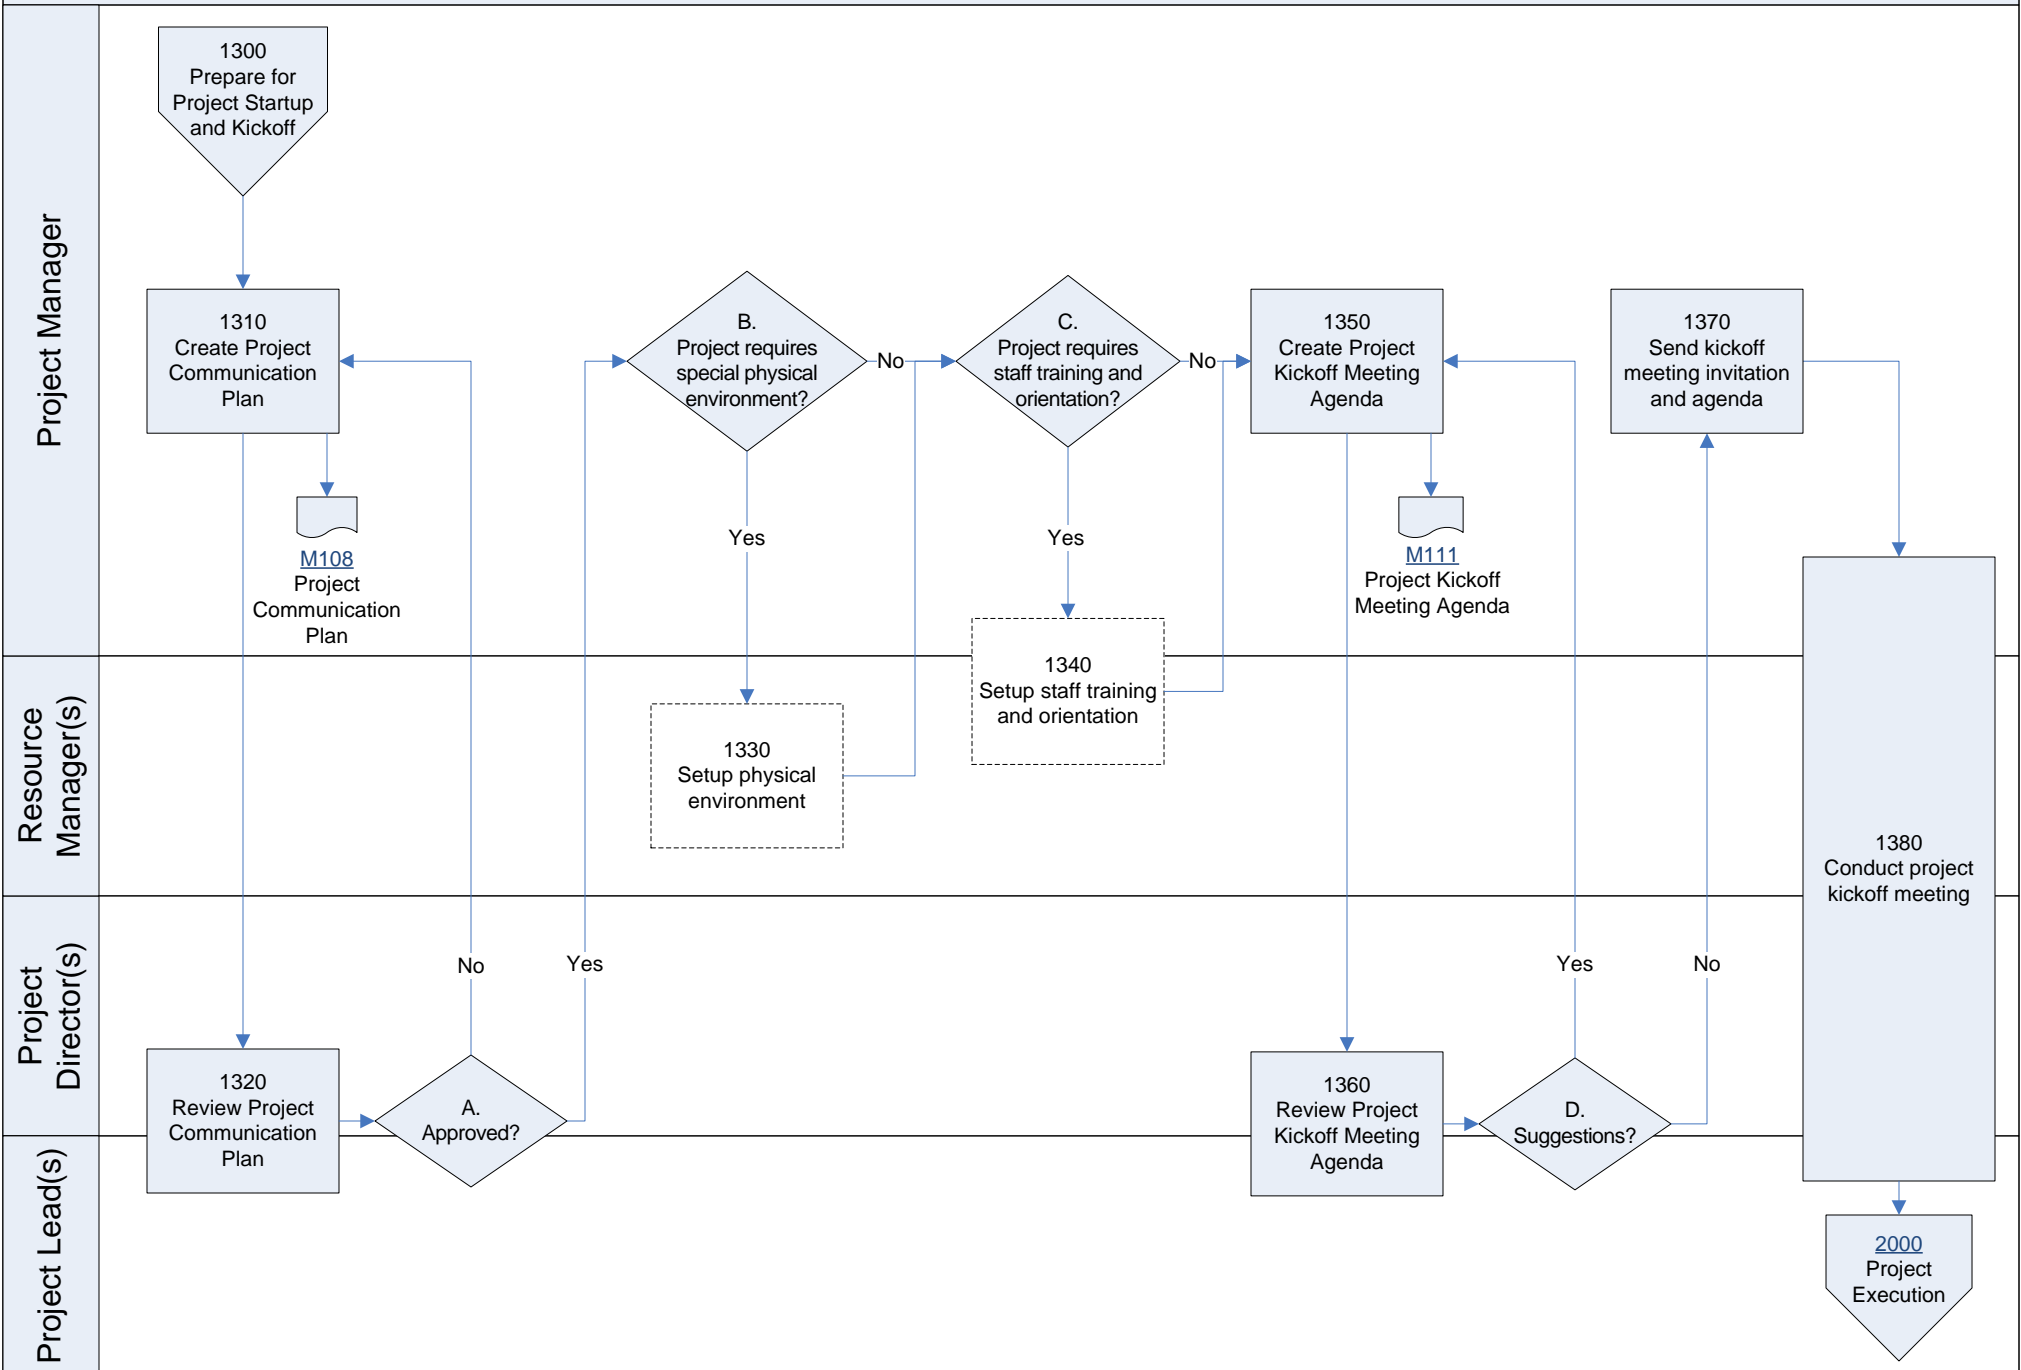 Project Manager
1300
Prepare for
Project Startup
and Kickoff
1310
Create Project
Communication
Plan
M108
Project
Communication
Plan
B.
Project requires
special physical
environment?
No
Yes
C.
Project requires
staff training and
orientation?
No
Yes
1350
Create Project
Kickoff Meeting
Agenda
M111
Project Kickoff
Meeting Agenda
1370
Send kickoff
meeting invitation
and agenda
Resource
Manager(s)
1330
Setup physical
environment
1340
Setup staff training
and orientation
1380
Conduct project
kickoff meeting
Project
Director(s)
No
Yes
Yes
No
1320
Review Project
Communication
Plan
A.
Approved?
1360
Review Project
Kickoff Meeting
Agenda
D.
Suggestions?
Project Lead(s)
2000
Project
Execution